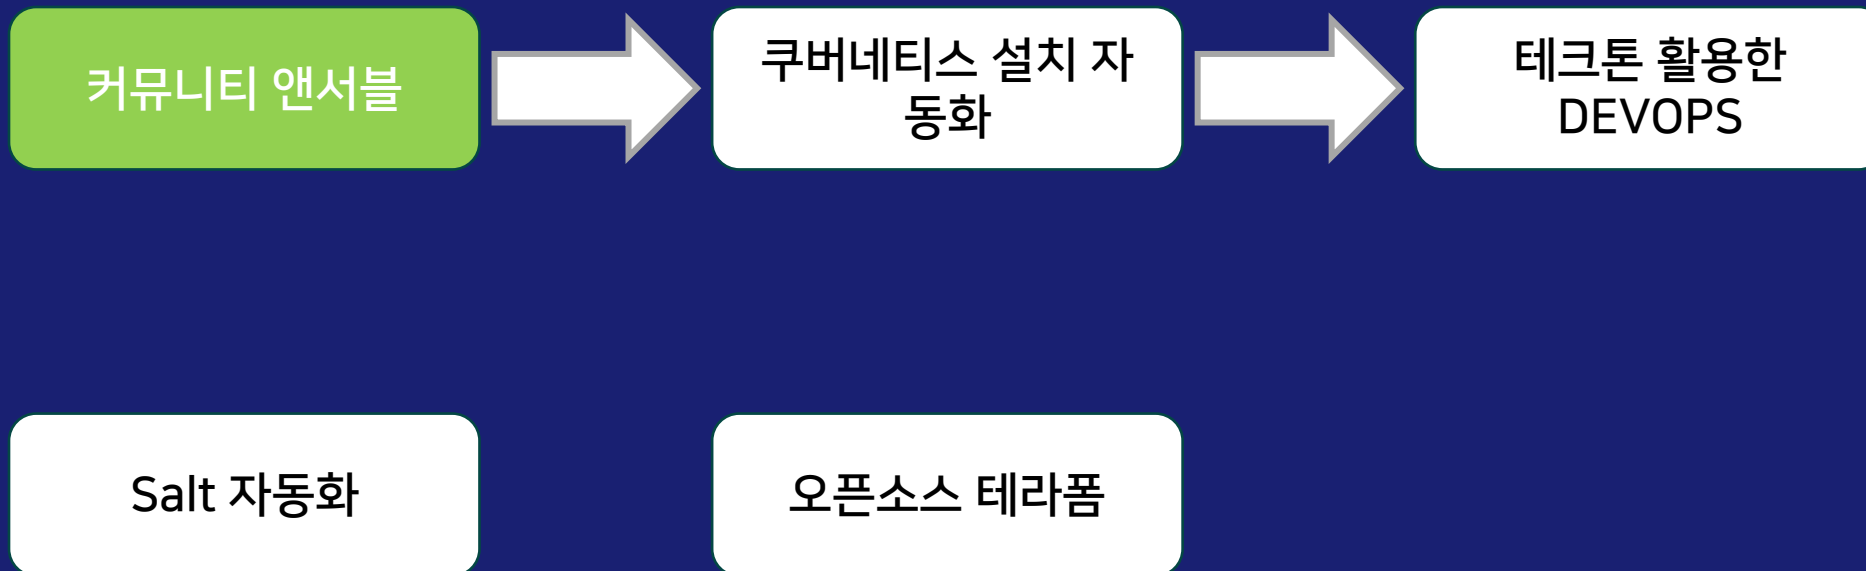 커뮤니티 앤서블
쿠버네티스 설치 자
동화
테크톤 활용한
DEVOPS
Salt 자동화
오픈소스 테라폼